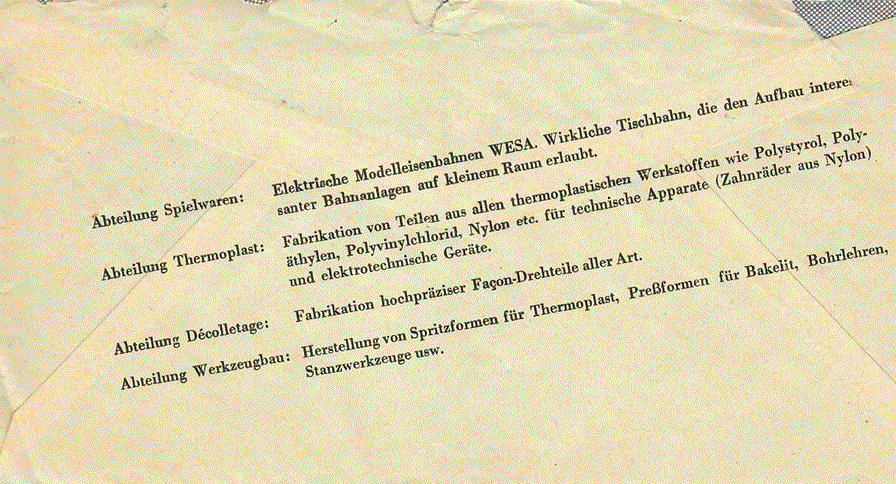 Abteilung Spielwaren: Elektrische Modelleisenbahnen WESA. Wirkliche Tischbahn, die den Aufbau interes-
santer Bahnanlagen auf kleinem Raum erlaubt.
Abteilung Thermoplast: Fabrikation von Teilen aus allen thermoplastischen Werkstoffen wie Polystyrol, Poly-
äthylen, Polyvinylchlorid, Nylon etc. für technische Apparate (Zahnräder aus Nylon)
und elektrotechnische Geräte.
Abteilung Décolletage: Fabrikation hochpräziser Façon-Drehteile aller Art.
Abteilung Werkzeugbau: Herstellung von Spritzformen für Thermoplast, Preßformen für Bakelit, Bohrlehren,
Stanzwerkzeuge usw.